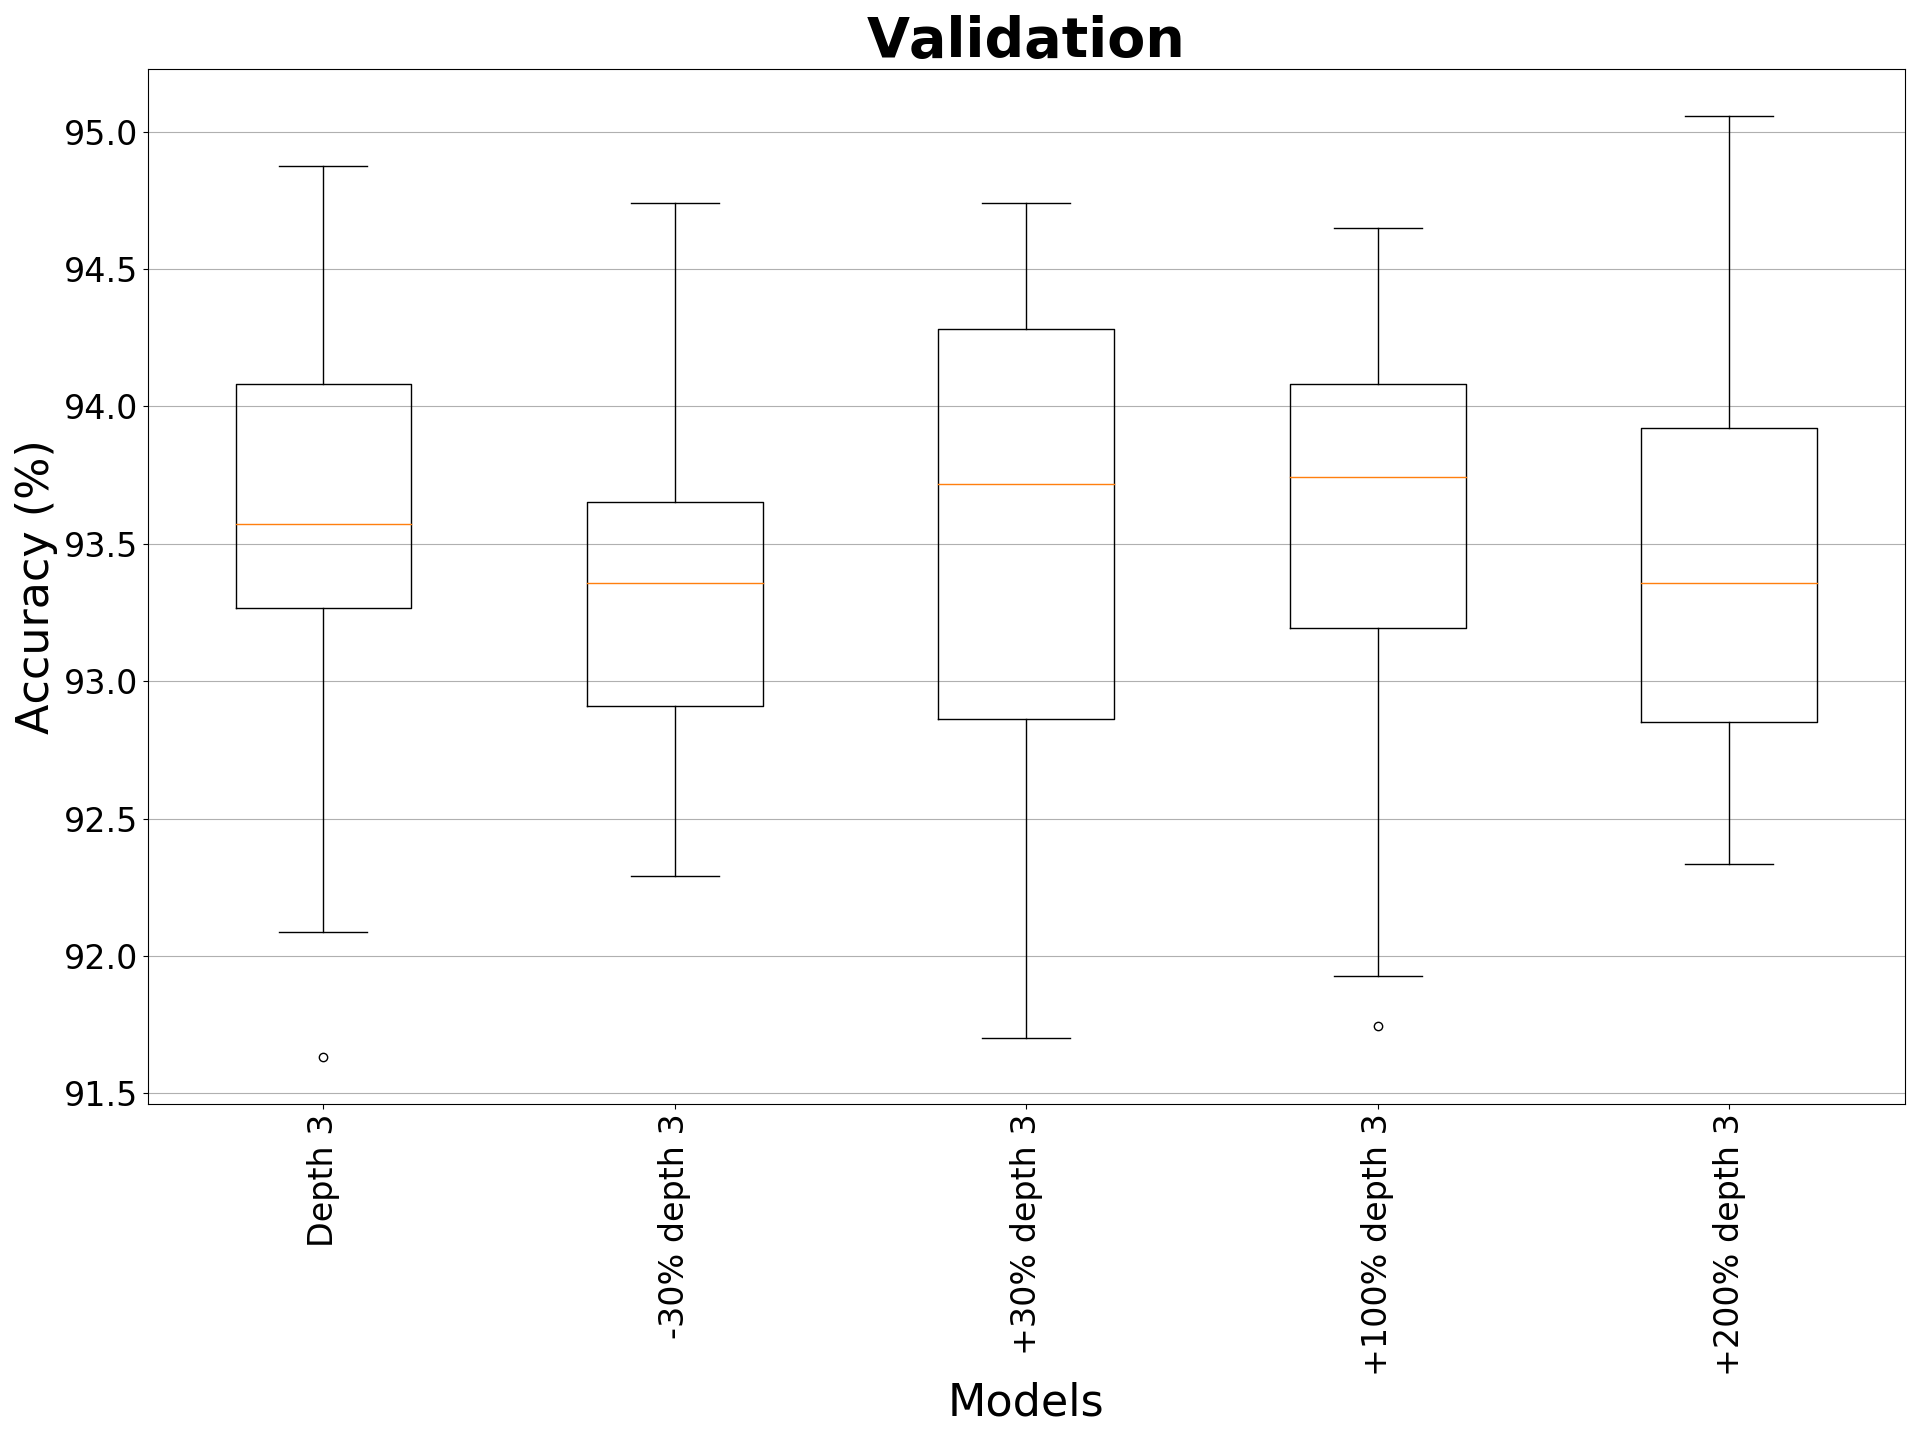 Validation
Accuracy (%)
95.0
94.5
94.0
93.5
93.0
92.5
92.0
91.5
Depth 3
-30% depth 3
+30% depth 3
+100% depth 3
+200% depth 3
Models